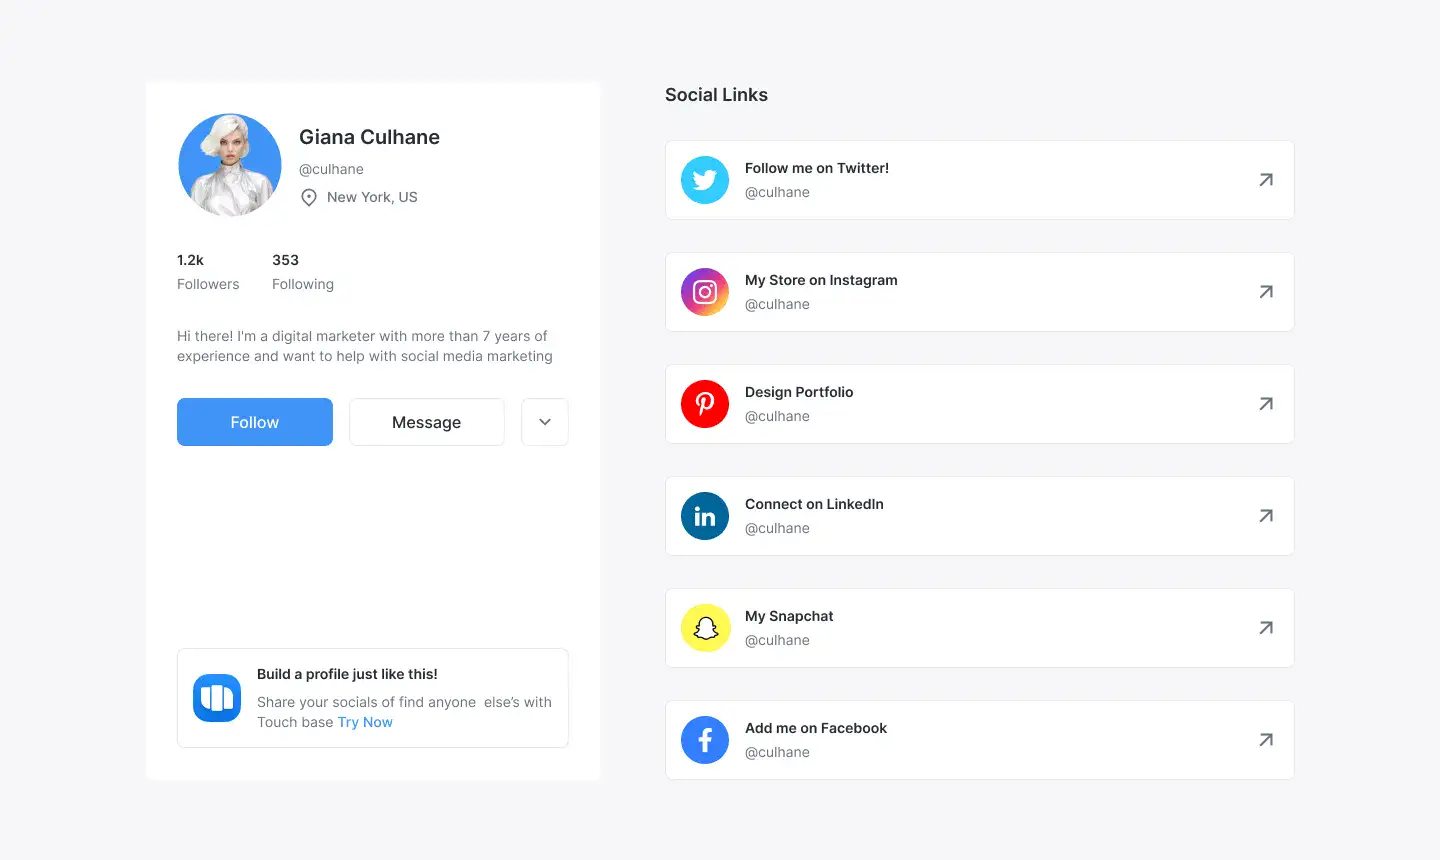 Giana Culhane
@culhane
New York, US
1.2k
353
Followers
Following
Hi there! I'm a digital marketer with more than 7 years of
experience and want to help with social media marketing
Follow
Message
Build a profile just like this!
Share your socials of find anyone  else’s with
Touch base Try Now
Social Links
Follow me on Twitter!
@culhane
My Store on Instagram
@culhane
Design Portfolio
@culhane
in
Connect on LinkedIn
@culhane
My Snapchat
@culhane
Add me on Facebook
@culhane